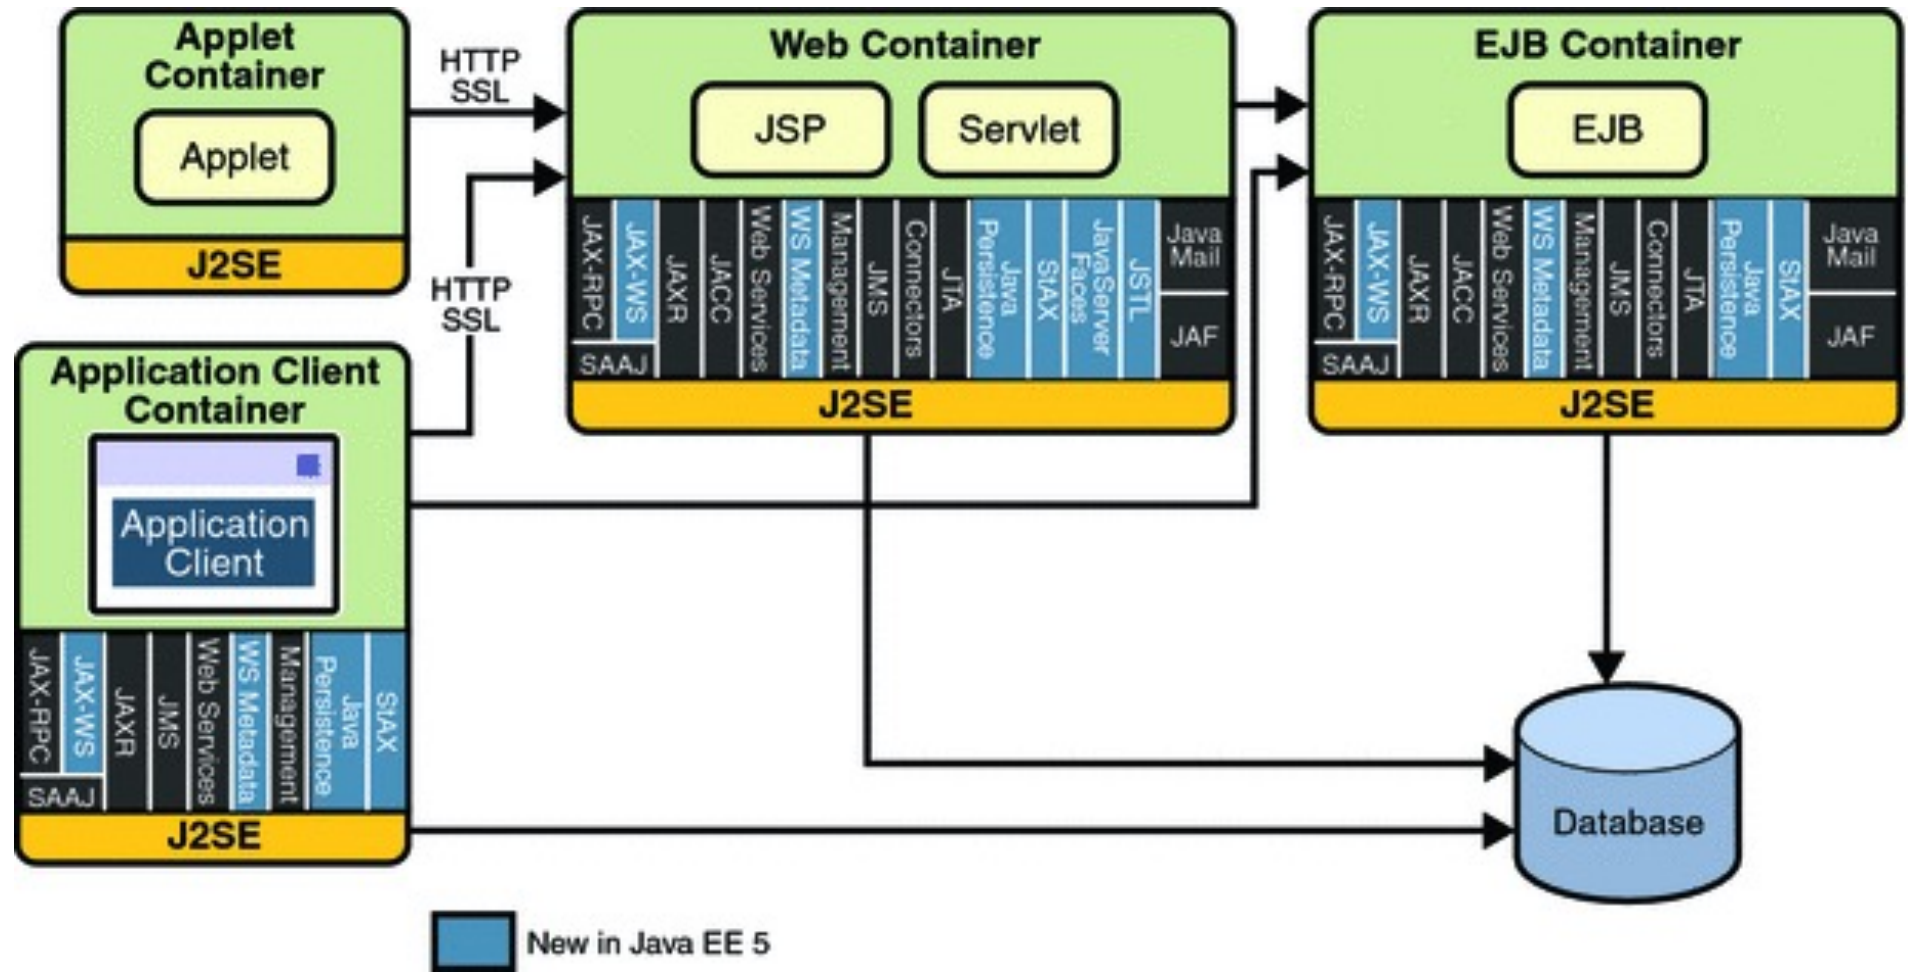 Applet
Container
Applet
J2SE
HTTP
SSL
HTTP
SSL
Web Container
JSP
Servlet
JAX-RPC
SAAJ
JAX-WS
JAXR
JACC
Web Services
WS Metadata
Management
JMS
Connectors
JTA
Java
Persistence
StAX
JavaServer
Faces
JSTL
Java
Mail
JAF
J2SE
EJB Container
EJB
JAX-RPC
SAAJ
JAX-WS
JAXR
JACC
Web Services
WS Metadata
Management
JMS
Connectors
JTA
Java
Persistence
StAX
Java
Mail
JAF
J2SE
Application Client
Container
Application
Client
JAX-RPC
SAAJ
JAX-WS
JAXR
JMS
Web Services
WS Metadata
Management
Java
Persistence
StAX
J2SE
Database
New in Java EE 5